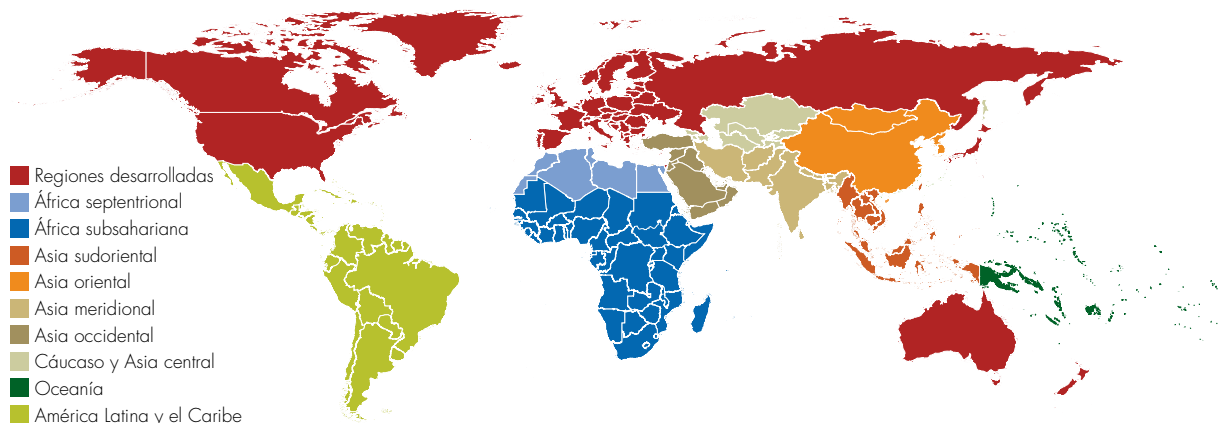 Regiones desarrolladas
África septentrional
África subsahariana
Asia sudoriental
Asia oriental
Asia meridional
Asia occidental
Cáucaso y Asia central
Oceanía
América Latina y el Caribe